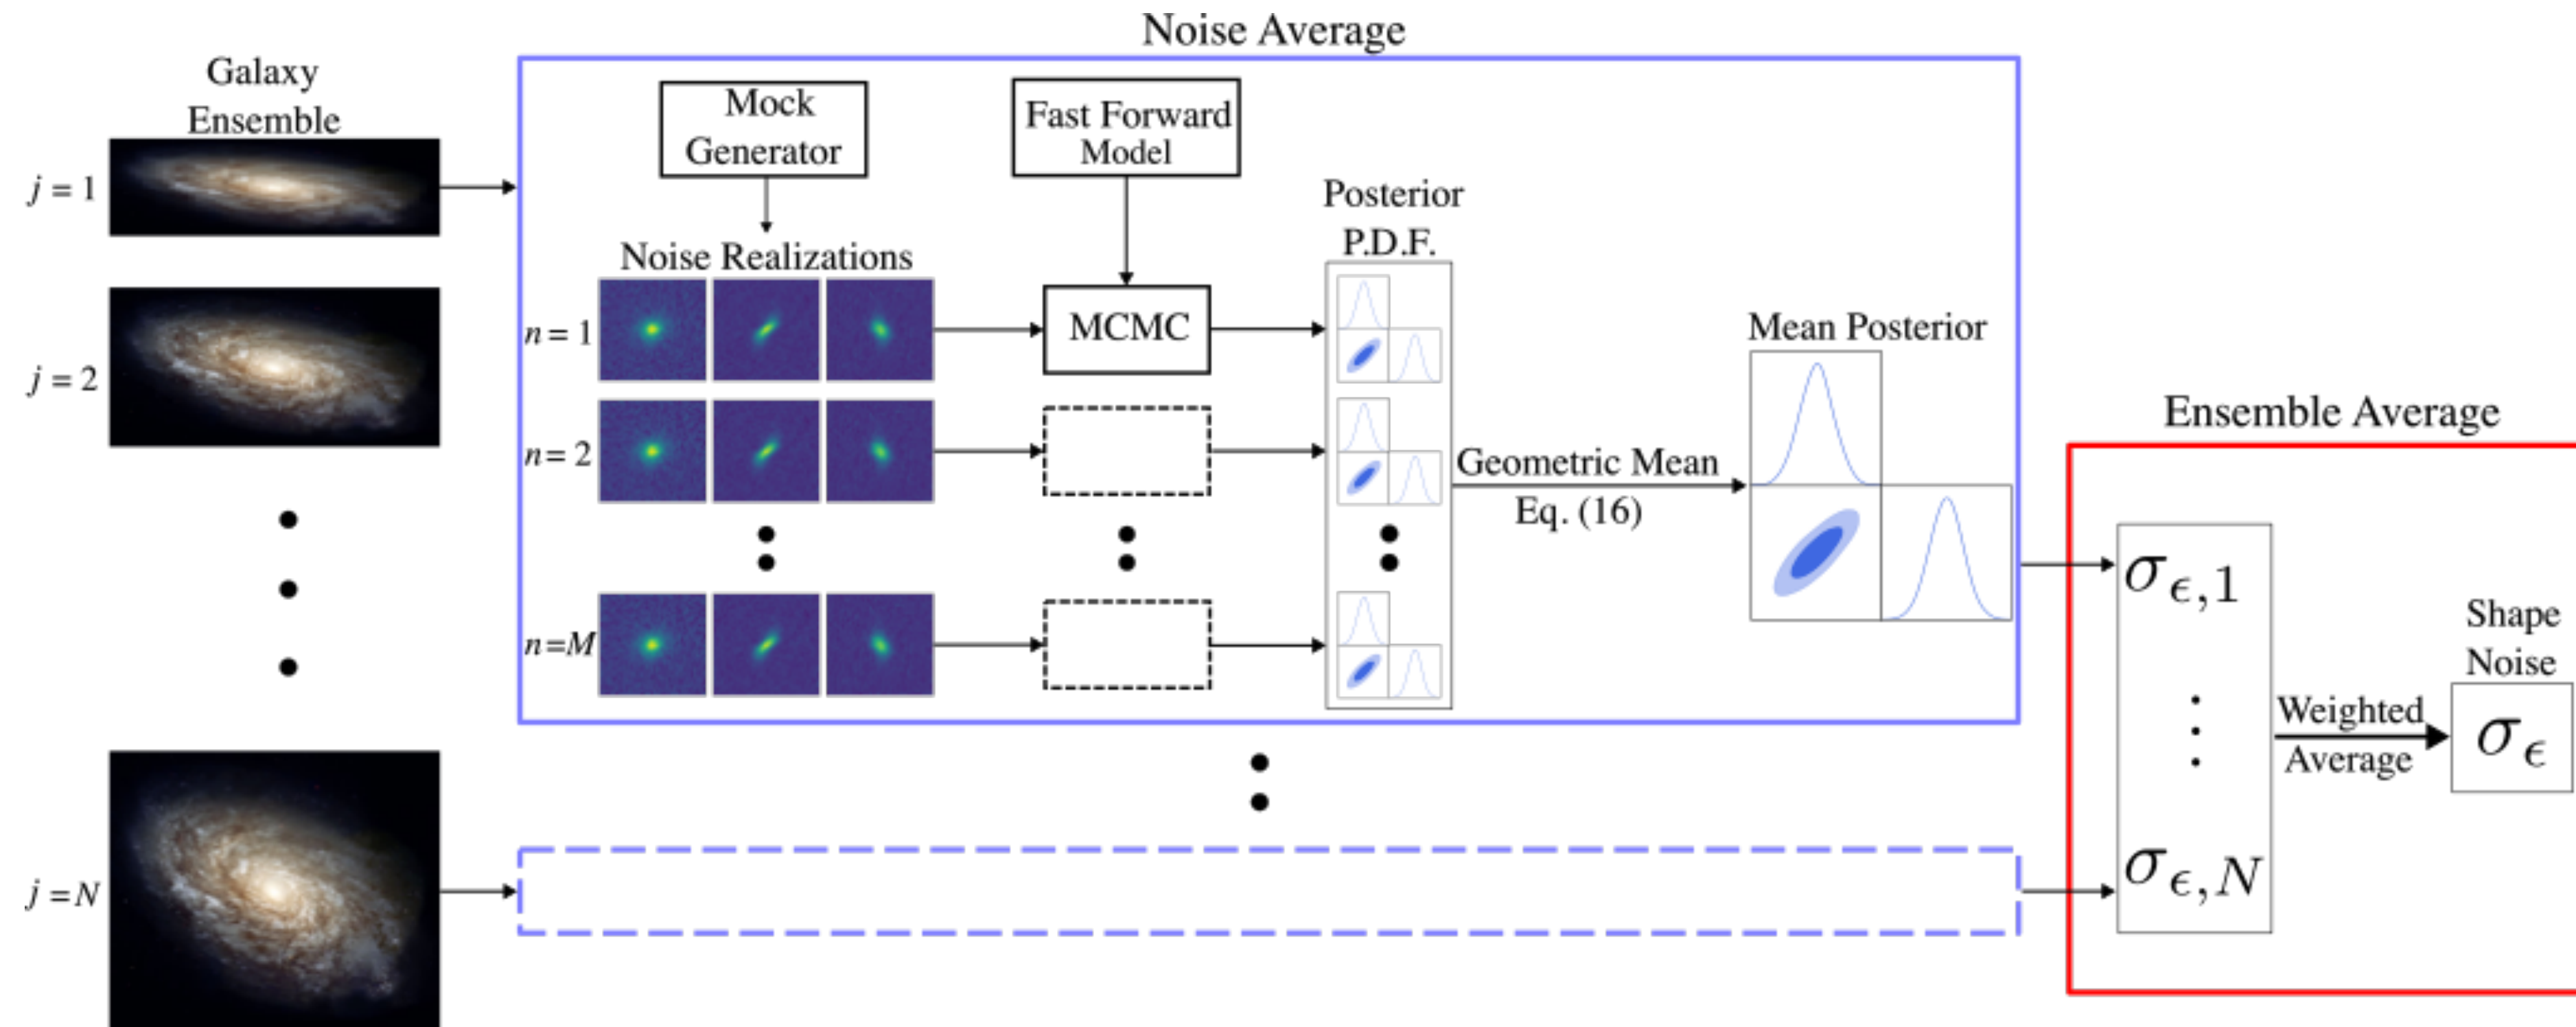 Noise Average
Galaxy
Ensemble
j = 1
j = 2
j = N
Mock
Generator
Fast Forward
Model
Noise Realizations
n = 1
n = 2
n = M
MCMC
Posterior
P.D.F.
Geometric Mean
Eq. (16)
Mean Posterior
Ensemble Average
σϵ,1
σϵ,N
Weighted
Average
Shape
Noise
σϵ